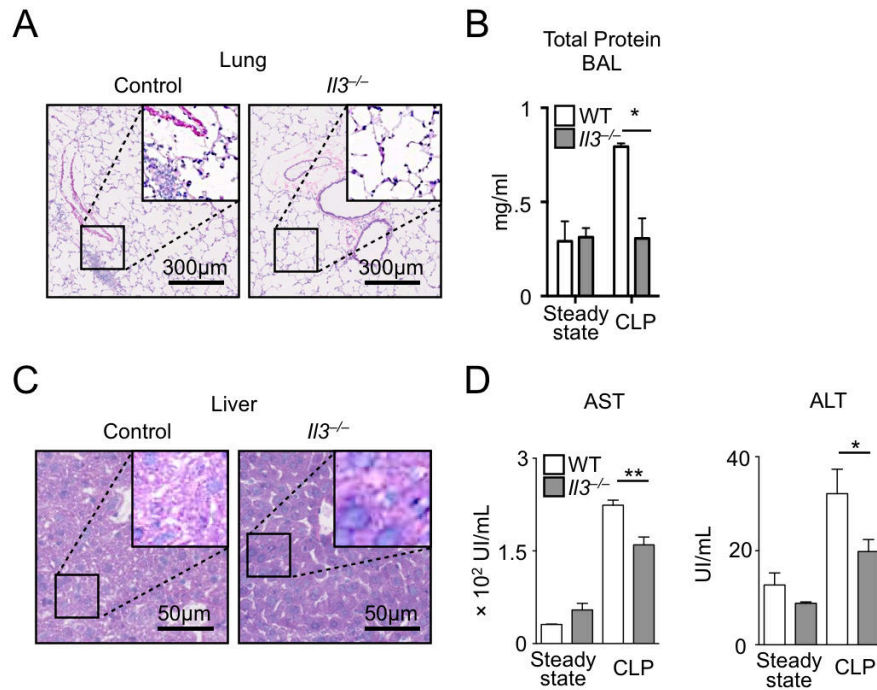 A
Lung
Control
Il3–/–
300µm
300µm
B
Total Protein
BAL
1
0.5
0
mg/ml
WT
Il3–/–
*
Steady
state
CLP
C
Liver
Control
Il3–/–
50µm
50µm
D
AST
3
1.5
0
× 10² UI/mL
WT
Il3–/–
**
Steady
state
CLP
ALT
40
20
0
UI/mL
*
Steady
state
CLP